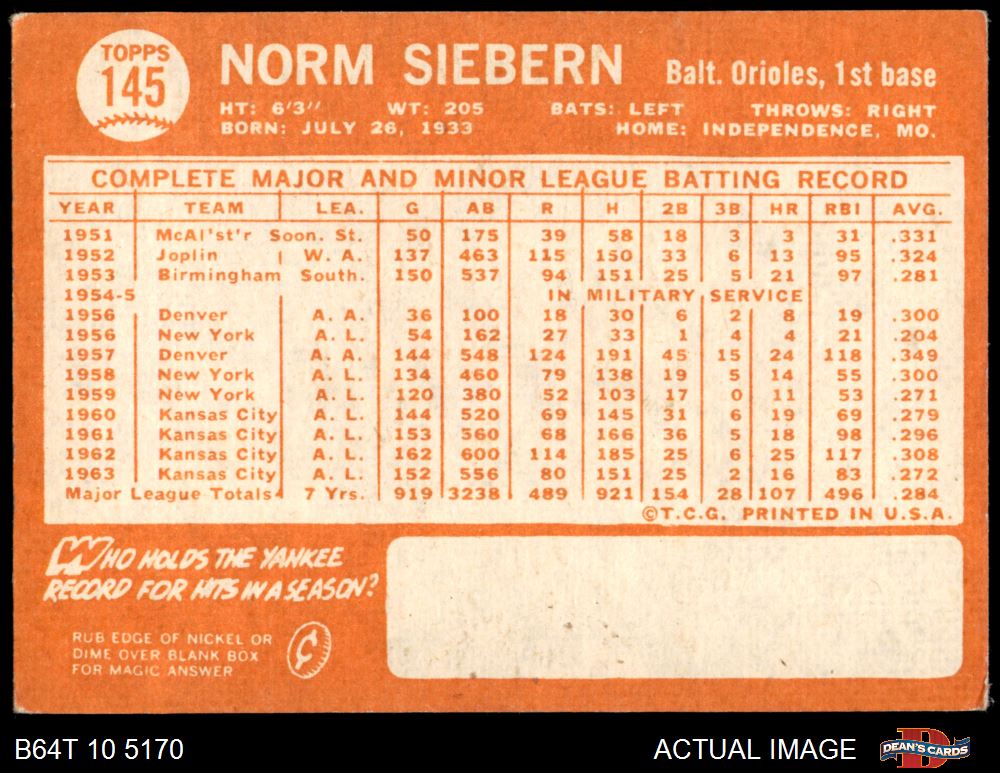 TOPPS
145
NORM SIEBERN Balt. Orioles, 1st base
HT: 6'3" WT: 205 BATS: LEFT THROWS: RIGHT
BORN: JULY 26, 1933 HOME: INDEPENDENCE, MO.
COMPLETE MAJOR AND MINOR LEAGUE BATTING RECORD
YEAR TEAM LEA. G AB R H 2B 3B HR RBI AVG.
1951 McAl'st'r Soon. St. 50 175 39 58 18 3 3 31 .331
1952 Joplin W. A. 137 463 115 150 33 6 13 95 .324
1953 Birmingham South. 150 537 94 151 25 5 21 97 .281
1954-5 IN MILITARY SERVICE
1956 Denver A. A. 36 100 18 30 6 2 8 19 .300
1956 New York A. L. 54 162 27 33 1 4 4 21 .204
1957 Denver A. A. 144 548 124 191 45 15 24 118 .349
1958 New York A. L. 134 460 79 138 19 5 14 55 .300
1959 New York A. L. 120 380 52 103 17 0 11 53 .271
1960 Kansas City A. L. 144 520 69 145 31 6 19 69 .279
1961 Kansas City A. L. 153 560 68 166 36 5 18 98 .296
1962 Kansas City A. L. 162 600 114 185 25 6 25 117 .308
1963 Kansas City A. L. 152 556 80 151 25 2 16 83 .272
Major League Totals 7 Yrs. 919 3238 489 921 154 28 107 496 .284
©T.C.G. PRINTED IN U.S.A.
WHO HOLDS THE YANKEE
RECORD FOR HITS IN A SEASON?
RUB EDGE OF NICKEL OR
DIME OVER BLANK BOX
FOR MAGIC ANSWER
¢
B64T 10 5170 ACTUAL IMAGE DEAN'S CARDS